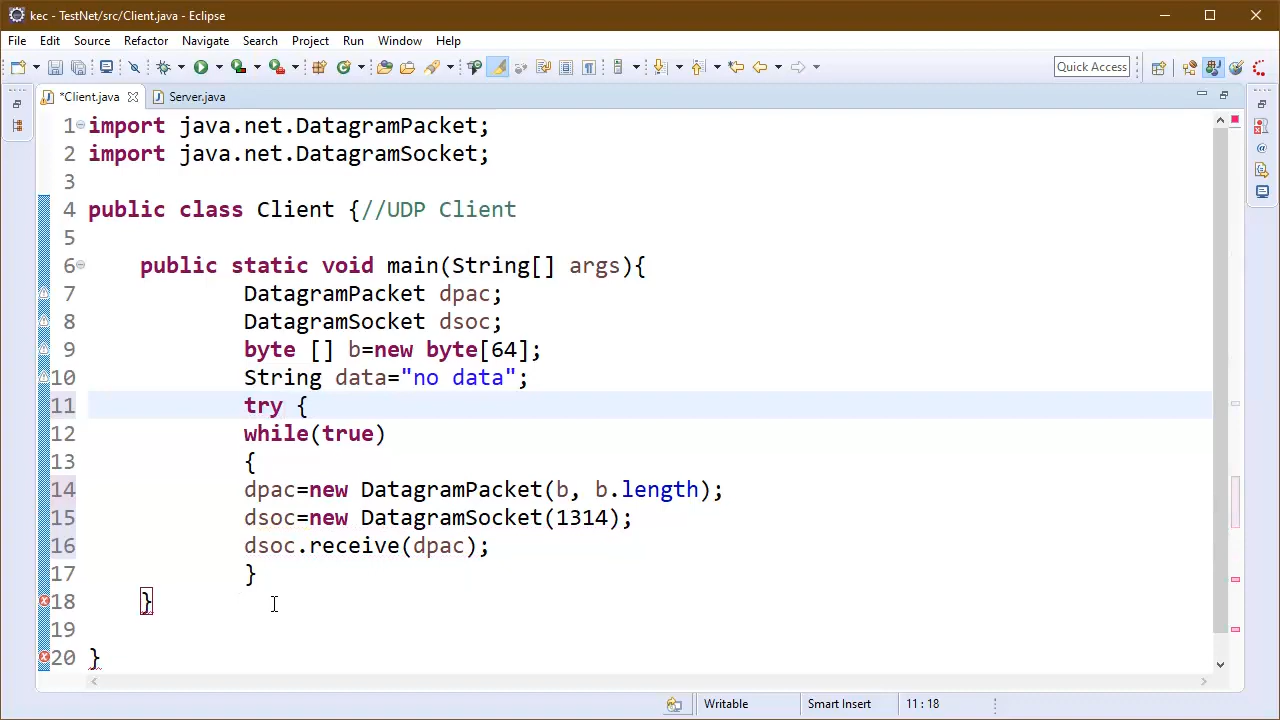 kec - TestNet/src/Client.java - Eclipse
File Edit Source Refactor Navigate Search Project Run Window Help
Quick Access
*Client.java Server.java
1 import java.net.DatagramPacket;
2 import java.net.DatagramSocket;
3
4 public class Client {//UDP Client
5
6 public static void main(String[] args){
7 DatagramPacket dpac;
8 DatagramSocket dsoc;
9 byte [] b=new byte[64];
10 String data="no data";
11 try {
12 while(true)
13 {
14 dpac=new DatagramPacket(b, b.length);
15 dsoc=new DatagramSocket(1314);
16 dsoc.receive(dpac);
17 }
18 }
19
20 }
Writable Smart Insert 11 : 18